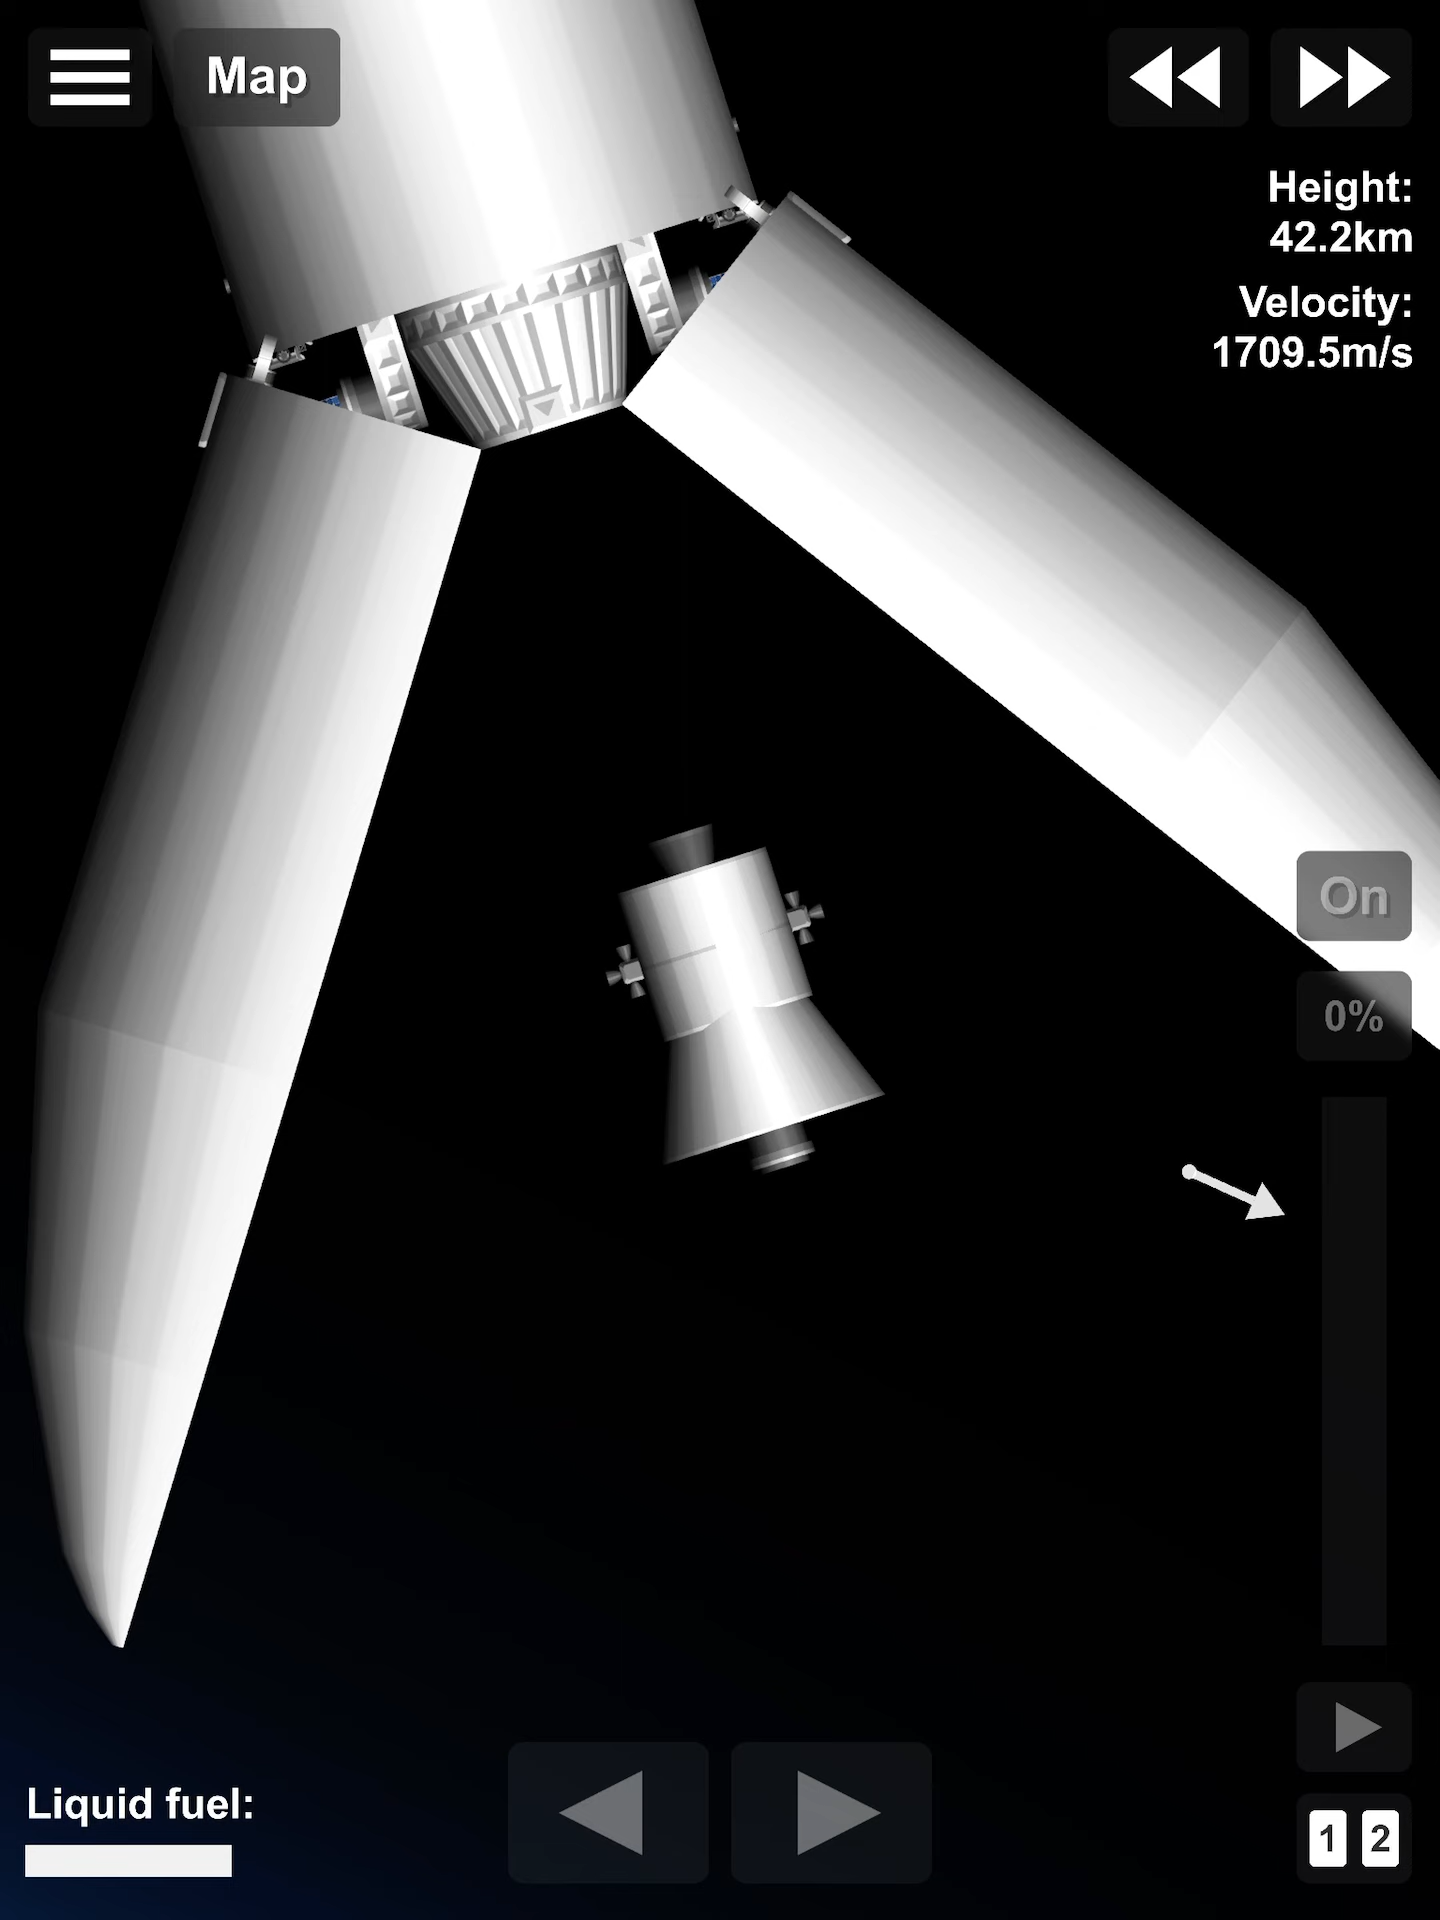 Map
Height:
42.2km
Velocity:
1709.5m/s
On
0%
Liquid fuel:
1 2